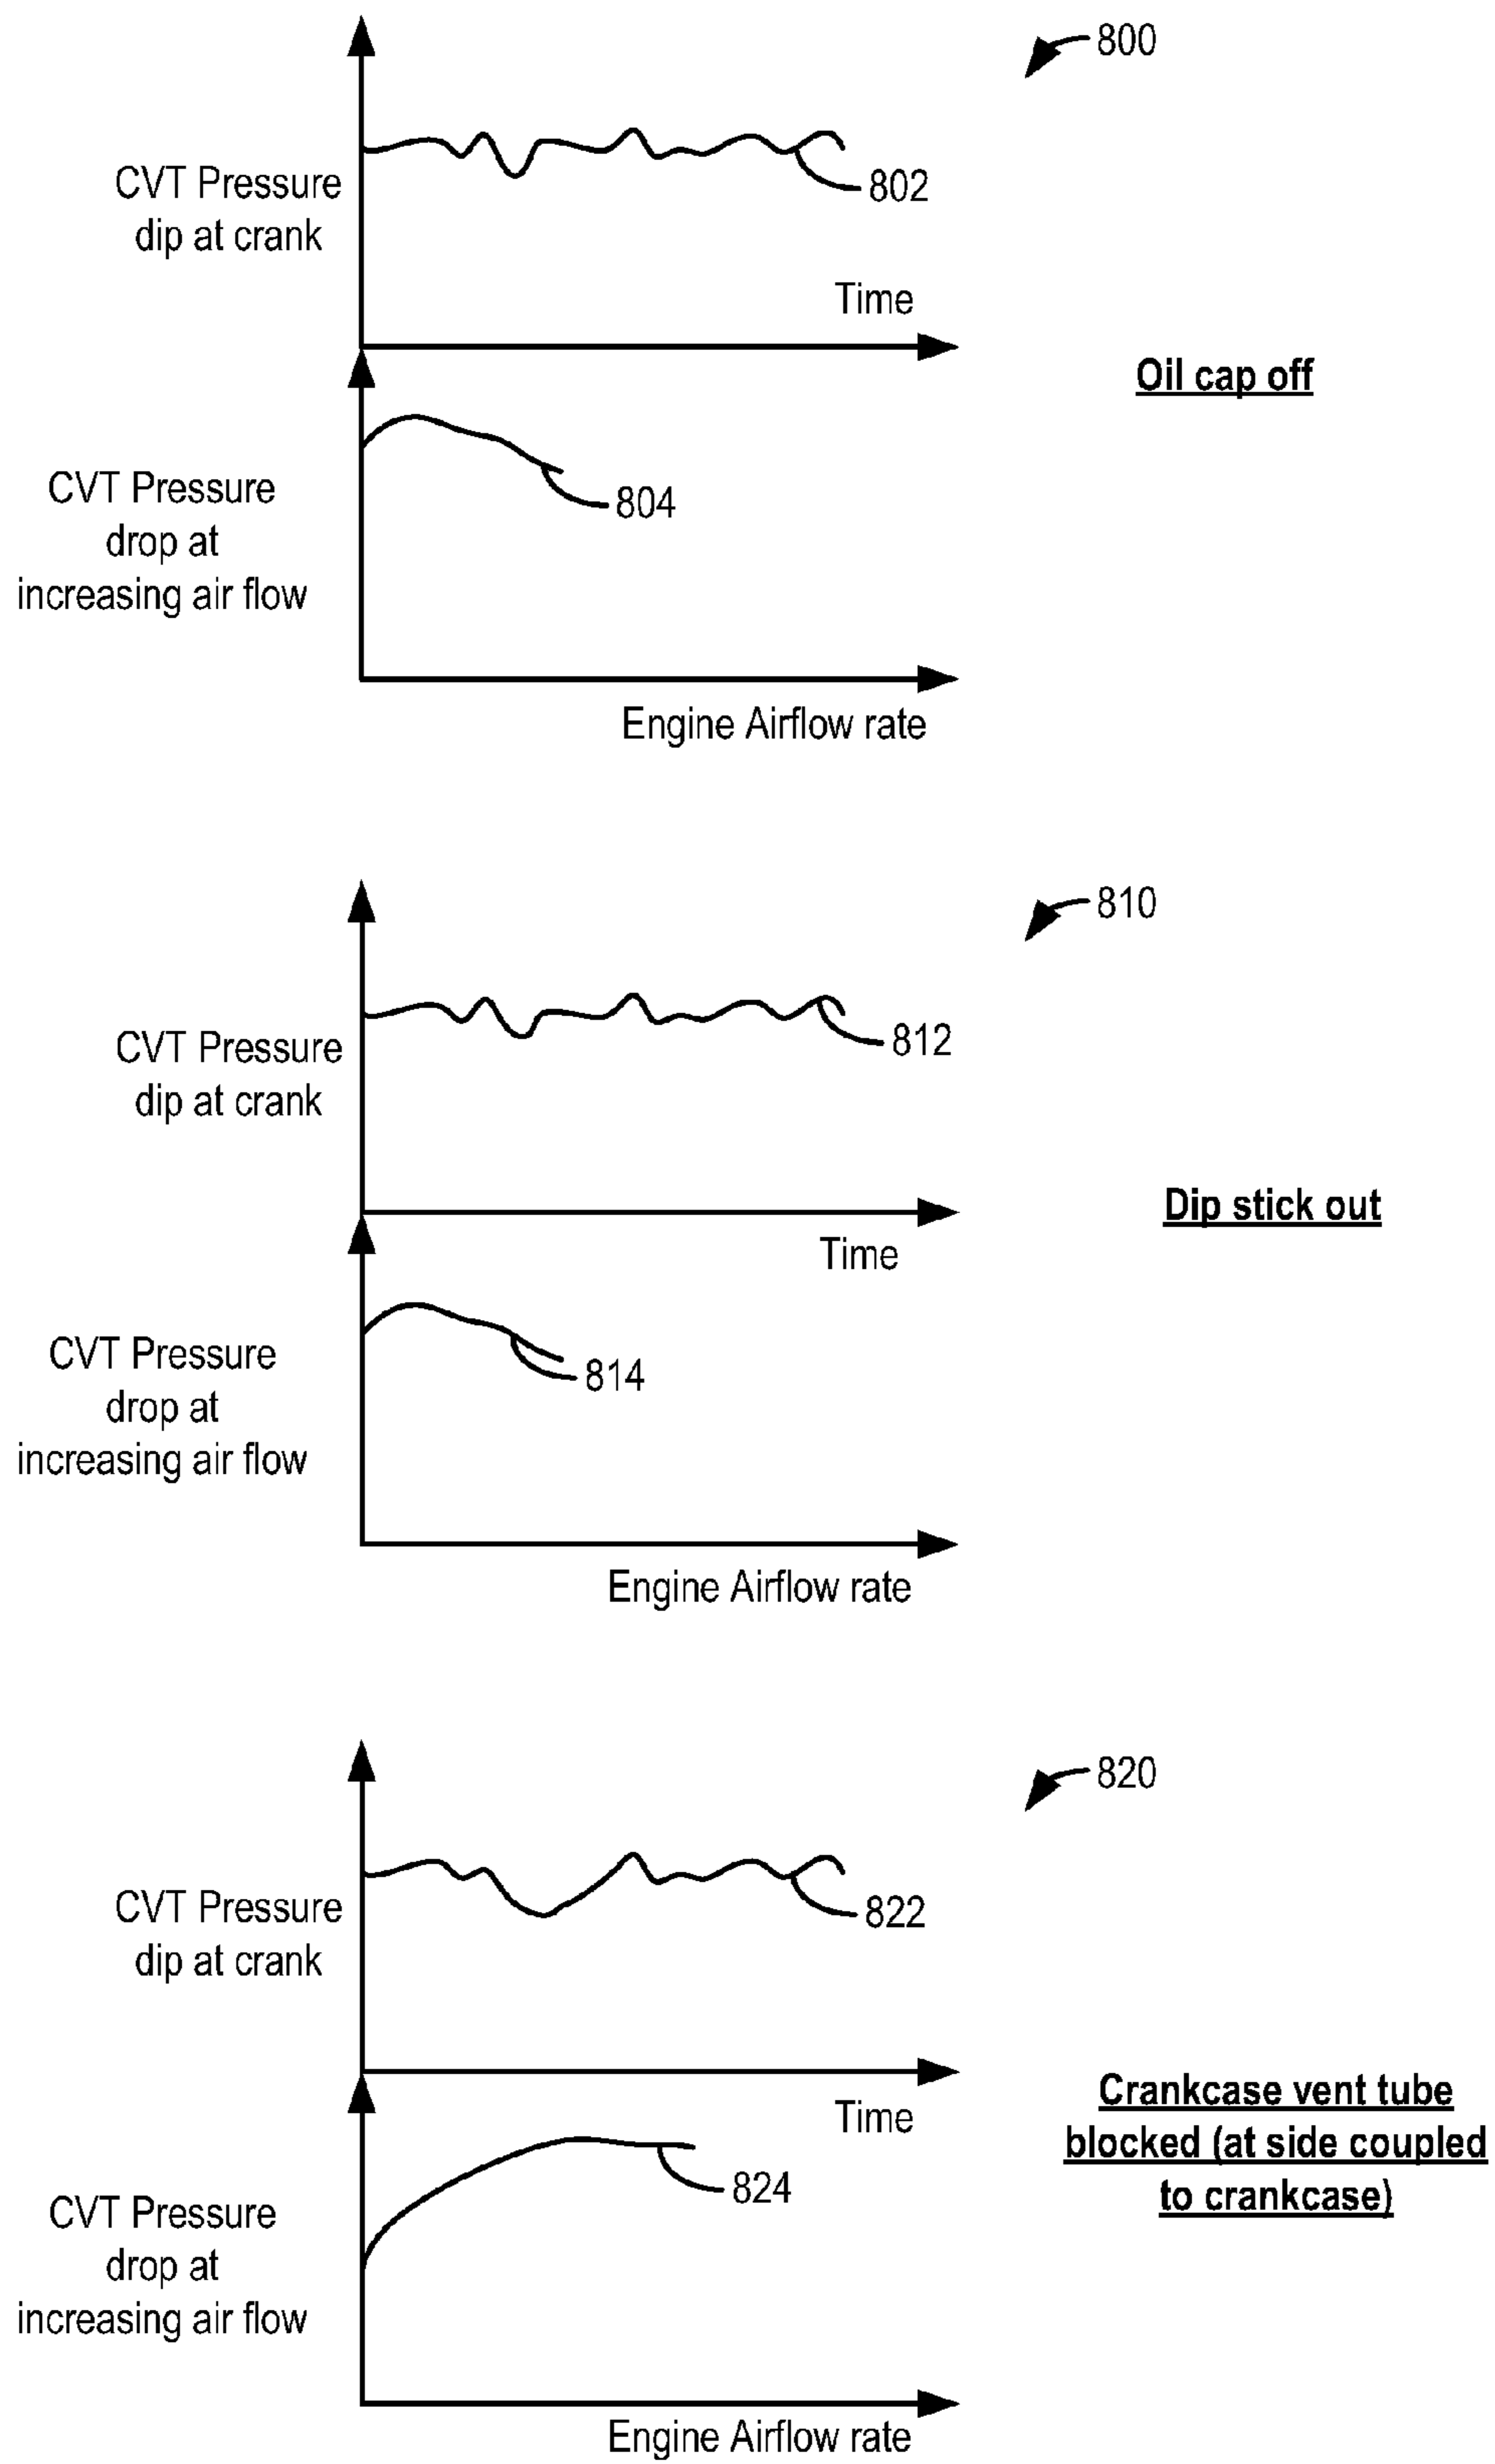 800
CVT Pressure
dip at crank
802
Time
Oil cap off
CVT Pressure
drop at
increasing air flow
804
Engine Airflow rate
810
CVT Pressure
dip at crank
812
Time
Dip stick out
CVT Pressure
drop at
increasing air flow
814
Engine Airflow rate
820
CVT Pressure
dip at crank
822
Time
Crankcase vent tube
blocked (at side coupled
to crankcase)
CVT Pressure
drop at
increasing air flow
824
Engine Airflow rate